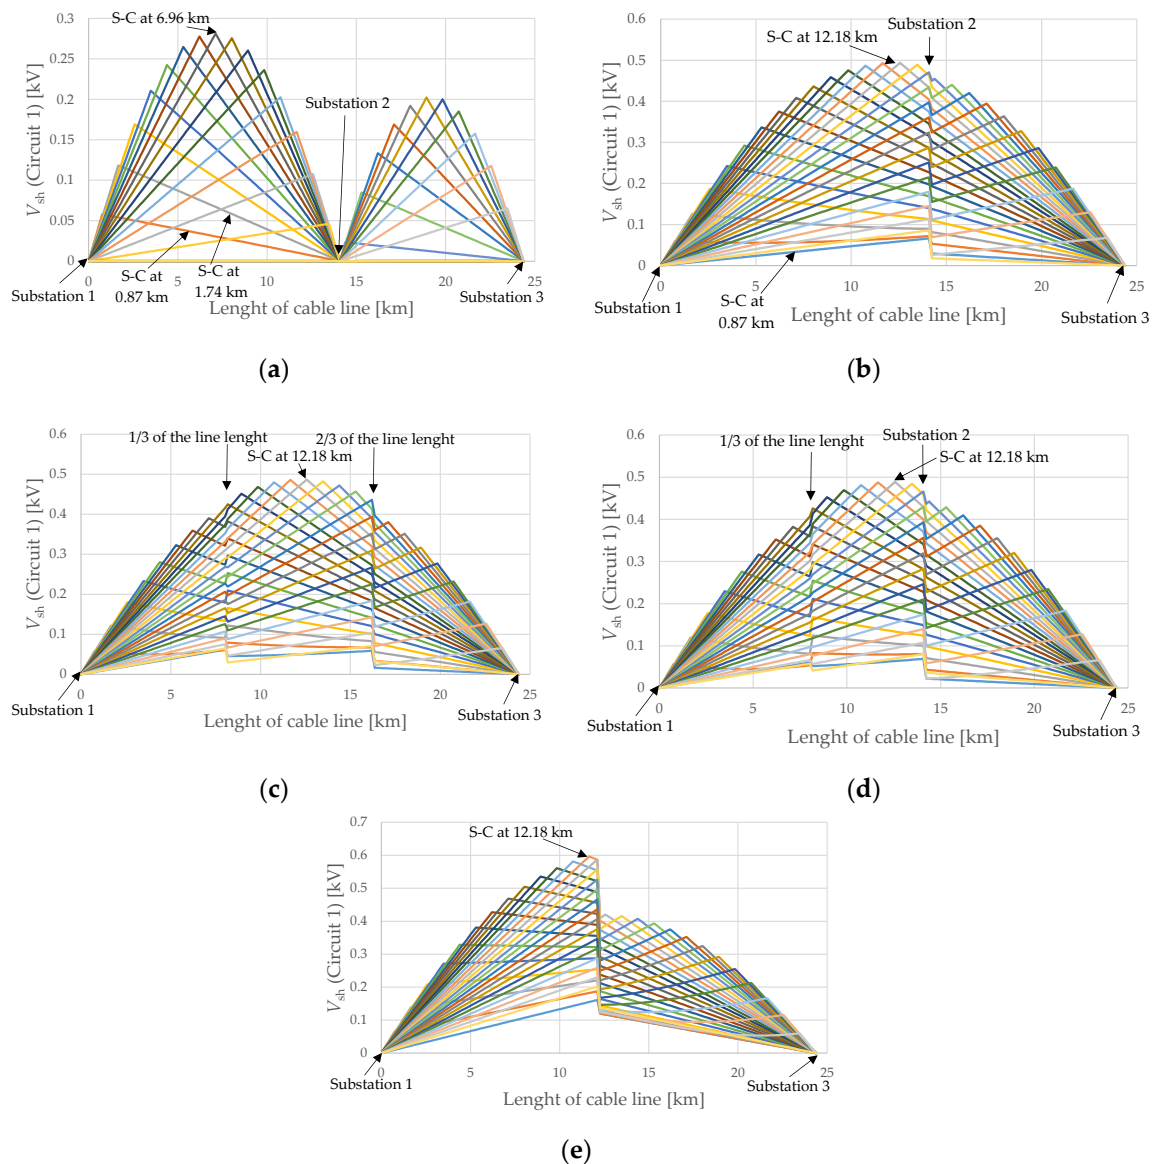 S-C at 6.96 km
0.3
0.25
0.2
0.15
0.1
0.05
0
Vsh (Circuit 1) [kV]
Substation 2
S-C at
0.87 km
S-C at
1.74 km
0
5
10
15
20
25
Substation 1
Substation 3
Lenght of cable line [km]
(a)
Substation 2
S-C at 12.18 km
0.6
0.5
0.4
0.3
0.2
0.1
0
Vsh (Circuit 1) [kV]
0
5
10
15
20
25
Substation 1
S-C at
0.87 km
Lenght of cable line [km]
Substation 3
(b)
1/3 of the line lenght
2/3 of the line lenght
S-C at 12.18 km
0.6
0.5
0.4
0.3
0.2
0.1
0
Vsh (Circuit 1) [kV]
0
5
10
15
20
25
Substation 1
Substation 3
Lenght of cable line [km]
(c)
1/3 of the line lenght
Substation 2
S-C at 12.18 km
0.6
0.5
0.4
0.3
0.2
0.1
0
Vsh (Circuit 1) [kV]
0
5
10
15
20
25
Substation 1
Substation 3
Lenght of cable line [km]
(d)
S-C at 12.18 km
0.7
0.6
0.5
0.4
0.3
0.2
0.1
0
Vsh (Circuit 1) [kV]
0
5
10
15
20
25
Substation 1
Substation 3
Lenght of cable line [km]
(e)